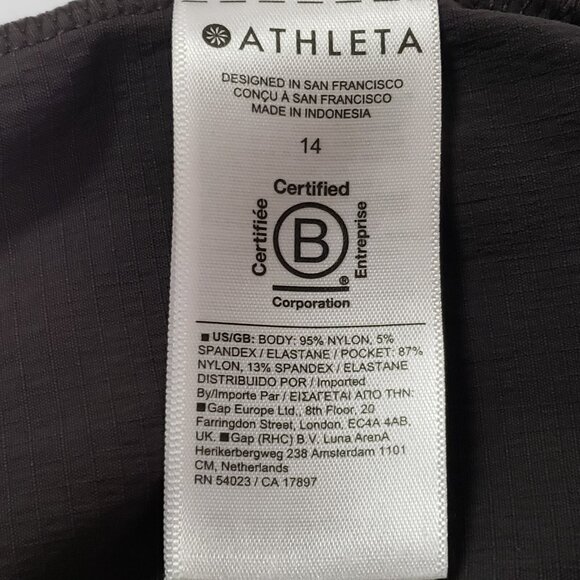 ATHLETA
DESIGNED IN SAN FRANCISCO
CONÇU À SAN FRANCISCO
MADE IN INDONESIA
14
Certified
Certifiée
B
Entreprise
®
Corporation
■ US/GB: BODY: 95% NYLON, 5%
SPANDEX / ELASTANE / POCKET: 87%
NYLON, 13% SPANDEX / ELASTANE
DISTRIBUIDO POR / Imported
By/Importe Par / ΕΙΣΑΓΕΤΑΙ ΑΠΟ ΤΗΝ:
■ Gap Europe Ltd., 8th Floor, 20
Farringdon Street, London, EC4A 4AB,
UK. ■ Gap (RHC) B.V. Luna ArenA
Herikerbergweg 238 Amsterdam 1101
CM, Netherlands
RN 54023 / CA 17897